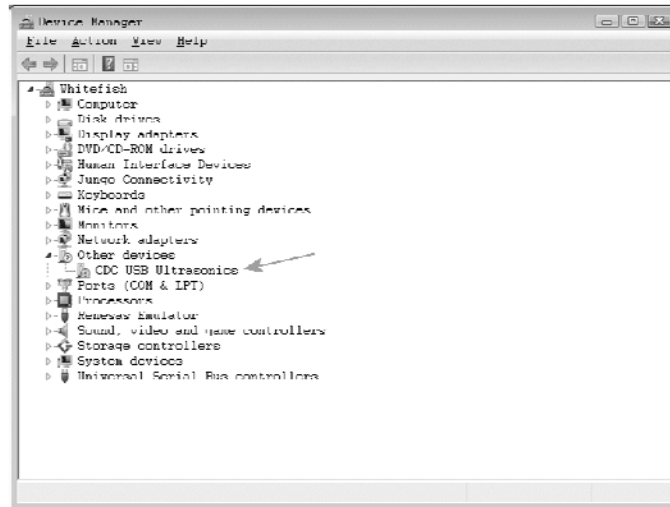 Device Manager
File Action View Help
Whitefish
Computer
Disk drives
Display adapters
DVD/CD-ROM drives
Human Interface Devices
Jungo Connectivity
Keyboards
Mice and other pointing devices
Monitors
Network adapters
Other devices
CDC USB Ultrasonics
Ports (COM & LPT)
Processors
Renesas Emulator
Sound, video and game controllers
Storage controllers
System devices
Universal Serial Bus controllers